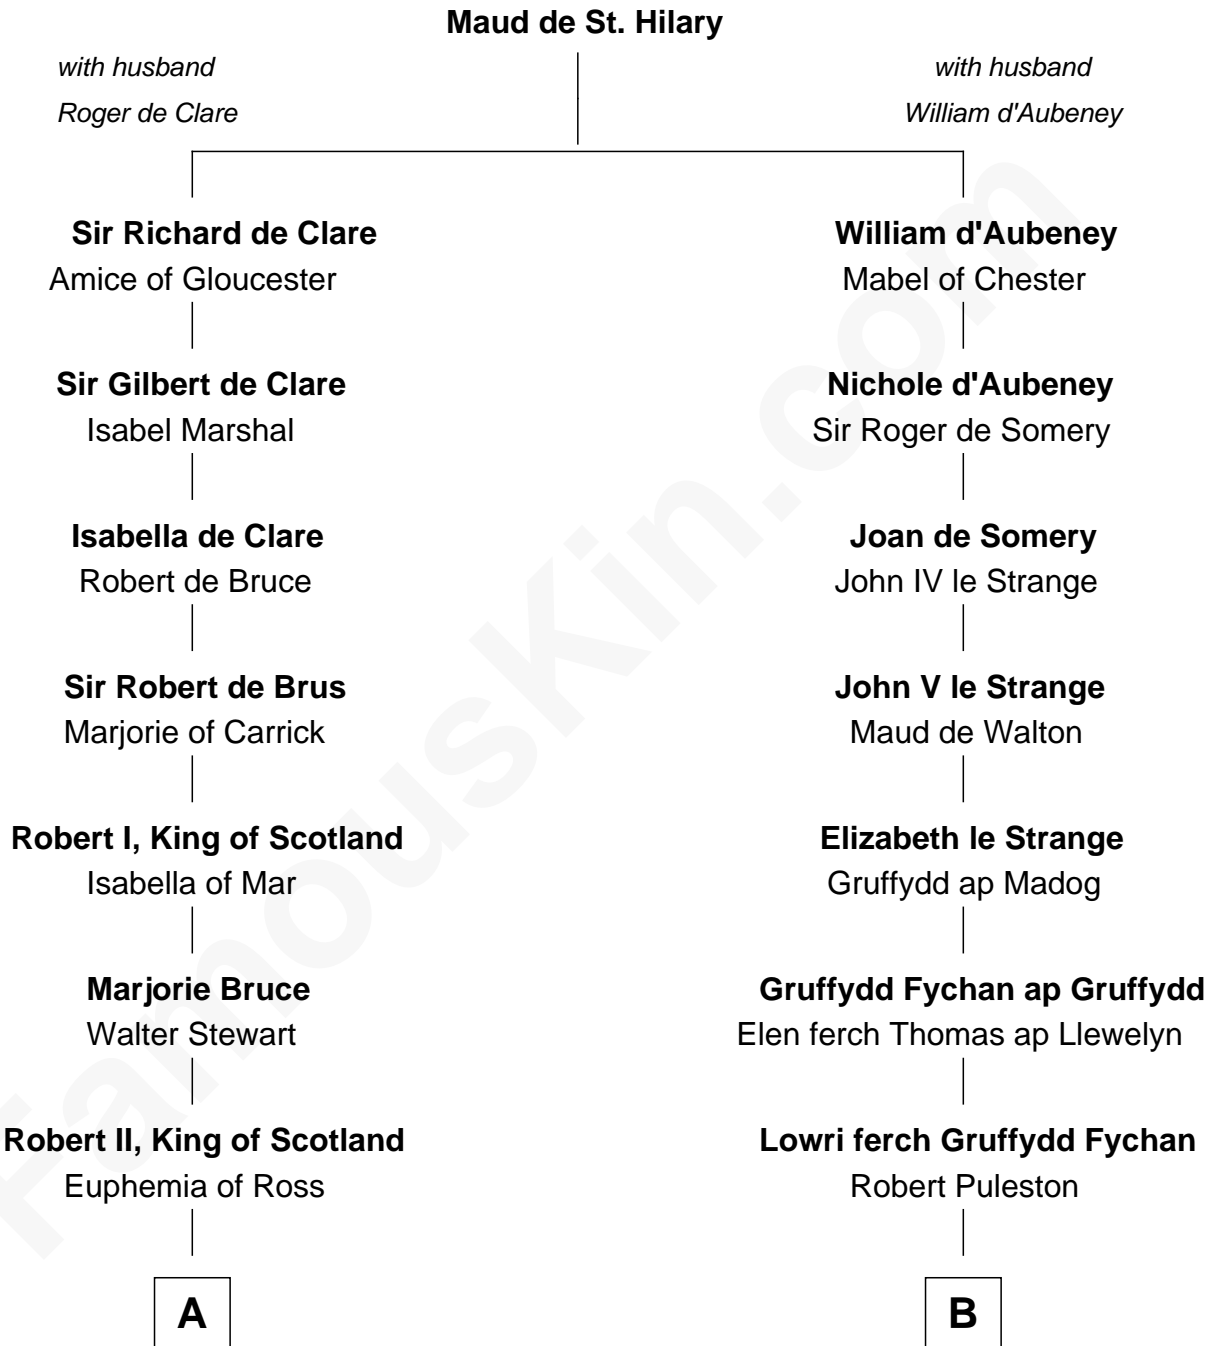 Maud de St. Hilary
with husband
Roger de Clare
with husband
William d'Aubeney
Sir Richard de Clare
Amice of Gloucester
William d'Aubeney
Mabel of Chester
Sir Gilbert de Clare
Isabel Marshal
Nichole d'Aubeney
Sir Roger de Somery
Isabella de Clare
Robert de Bruce
Joan de Somery
John IV le Strange
Sir Robert de Brus
Marjorie of Carrick
John V le Strange
Maud de Walton
Robert I, King of Scotland
Isabella of Mar
Elizabeth le Strange
Gruffydd ap Madog
Marjorie Bruce
Walter Stewart
Gruffydd Fychan ap Gruffydd
Elen ferch Thomas ap Llewelyn
Robert II, King of Scotland
Euphemia of Ross
Lowri ferch Gruffydd Fychan
Robert Puleston
A
B
FamousKin.com